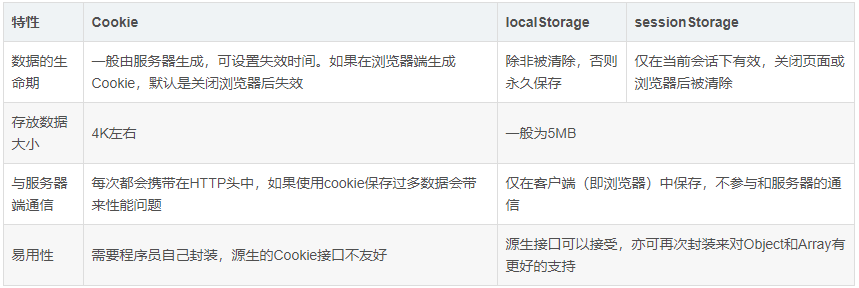 特性
Cookie
localStorage
sessionStorage
数据的生
命期
一般由服务器生成，可设置失效时间。如果在浏览器端生成
Cookie，默认是关闭浏览器后失效
除非被清除，否则
永久保存
仅在当前会话下有效，关闭页面或
浏览器后被清除
存放数据
大小
4K左右
一般为5MB
与服务器
端通信
每次都会携带在HTTP头中，如果使用cookie保存过多数据会带
来性能问题
仅在客户端（即浏览器）中保存，不参与和服务器的通
信
易用性
需要程序员自己封装，源生的Cookie接口不友好
源生接口可以接受，亦可再次封装来对Object和Array有
更好的支持